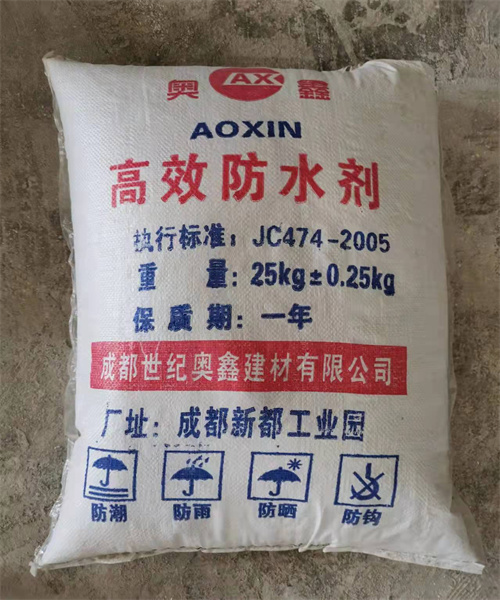 奥 AX 鑫
AOXIN
高效防水剂
执行标准：JC474-2005
重 量：25kg±0.25kg
保质期：一年
成都世纪奥鑫建材有限公司
厂址：成都新都工业园
防潮 防雨 防晒 防钩